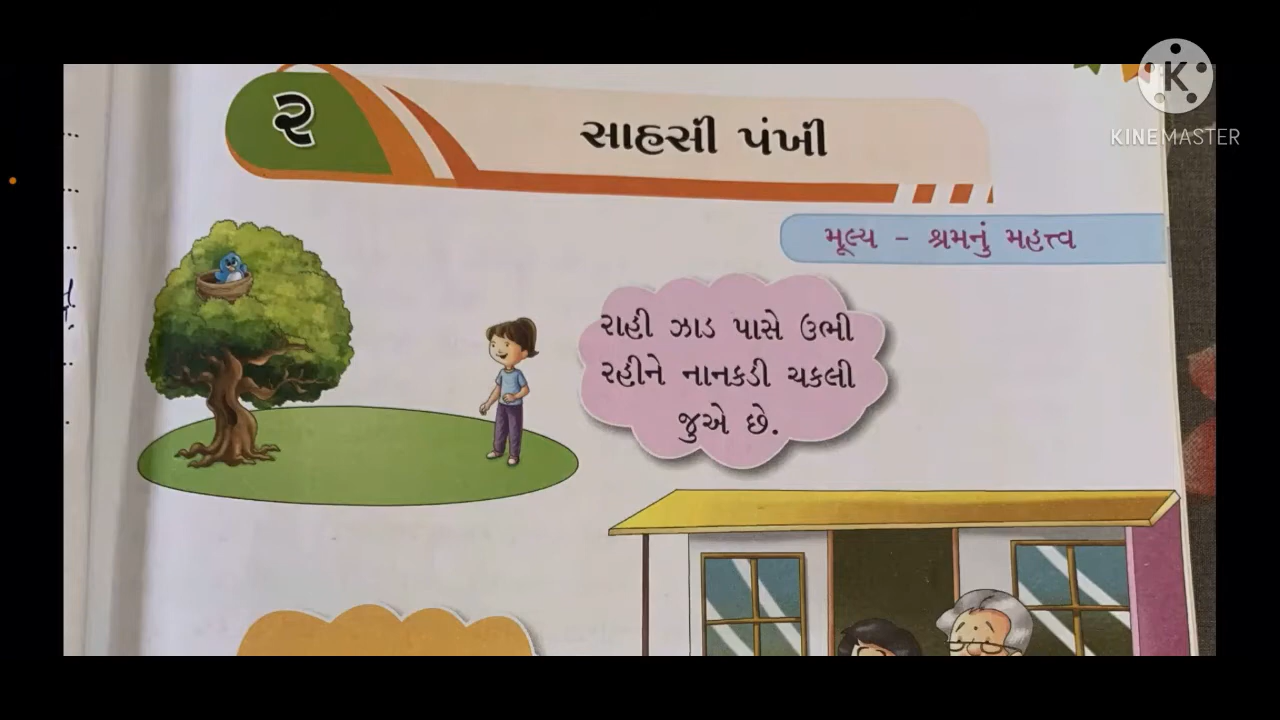 ૨
સાહસી પંખી
મૂલ્ય - શ્રમનું મહત્ત્વ
રાહી ઝાડ પાસે ઉભી
રહીને નાનકડી ચકલી
જુએ છે.
K
KINEMASTER